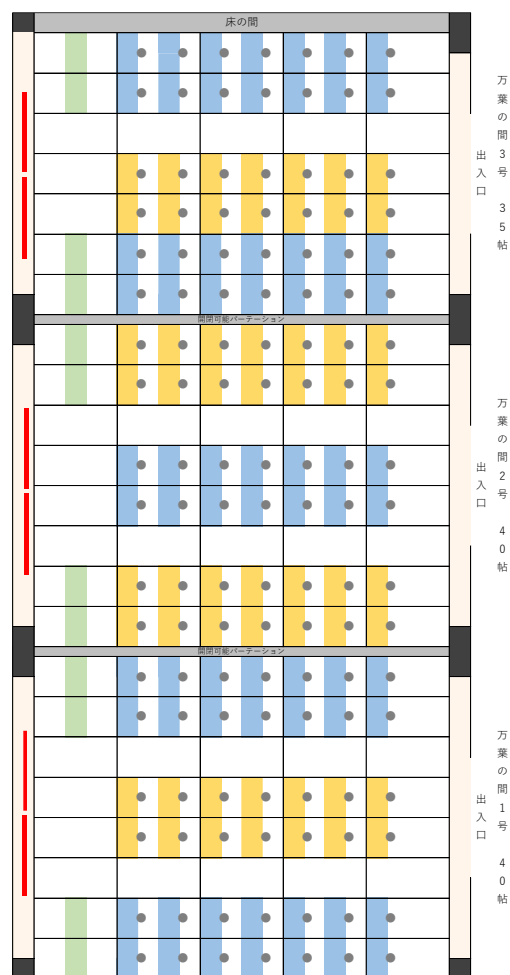 床の間
万葉の間3号 35帖
出入口
開閉可能パーテーション
万葉の間2号 40帖
出入口
開閉可能パーテーション
万葉の間1号 40帖
出入口